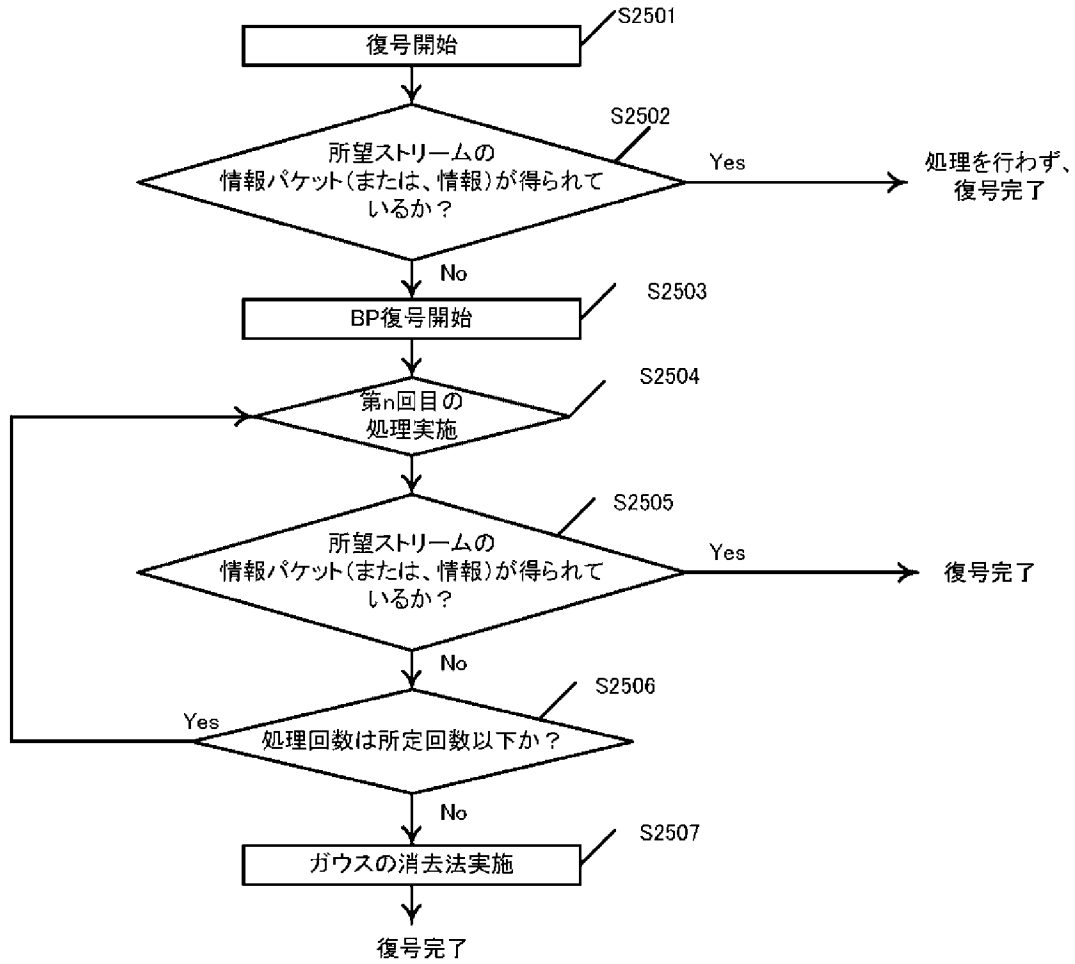 S2501
復号開始
S2502
所望ストリームの
情報パケット(または、情報)が得られて
いるか?
Yes
処理を行わず、
復号完了
No
S2503
BP復号開始
S2504
第n回目の
処理実施
S2505
所望ストリームの
情報パケット(または、情報)が得られて
いるか?
Yes
復号完了
No
S2506
Yes
処理回数は所定回数以下か?
No
S2507
ガウスの消去法実施
復号完了